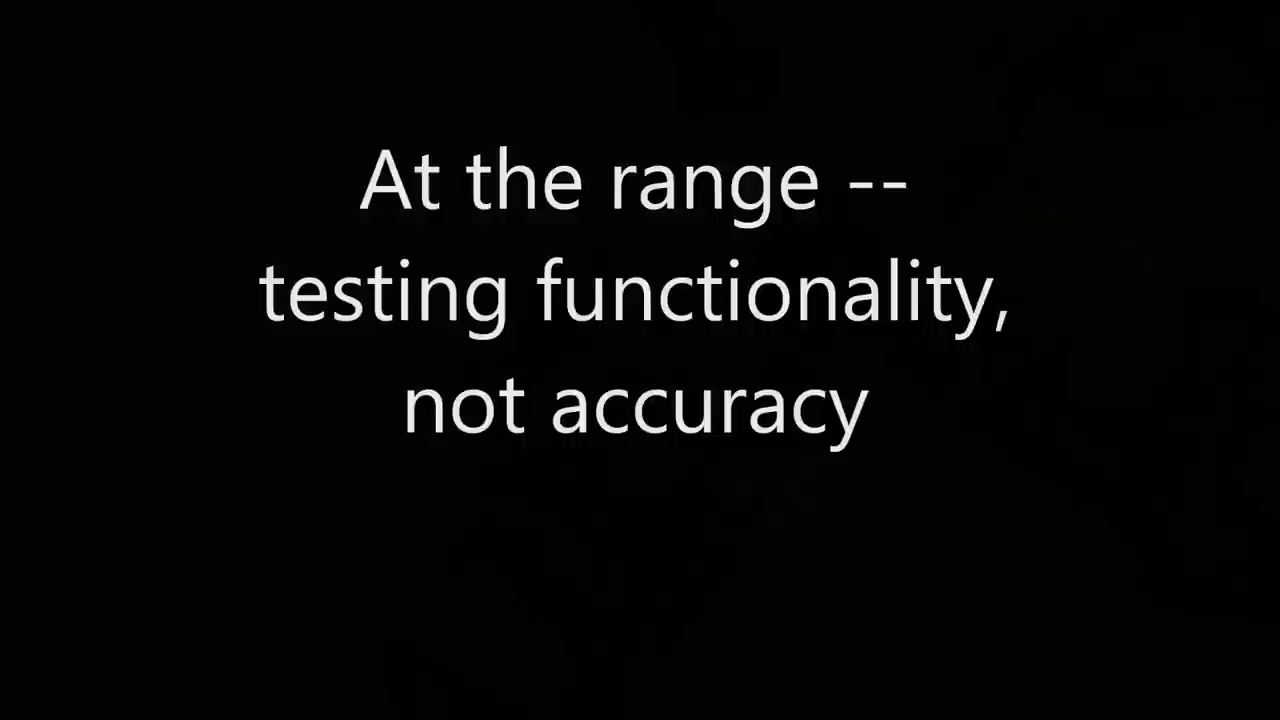 At the range --
testing functionality,
not accuracy